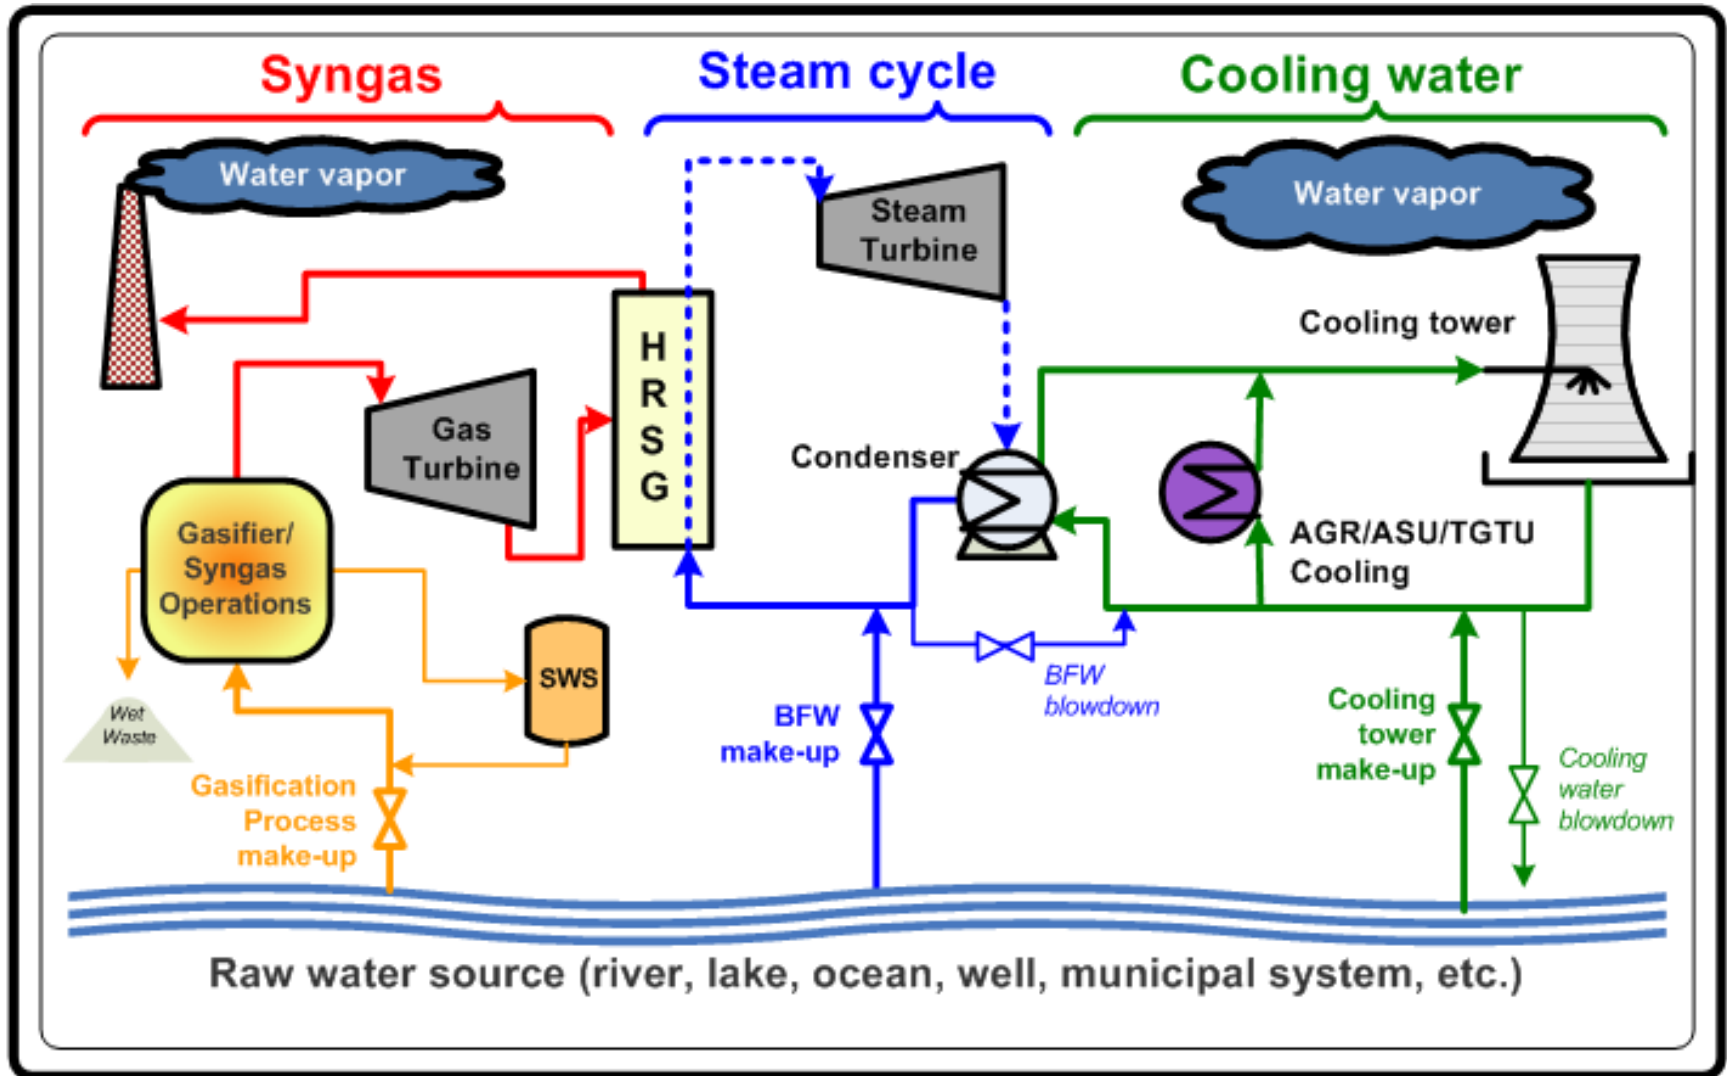 Syngas
Steam cycle
Cooling water
Water vapor
Steam
Turbine
Water vapor
Cooling tower
H
R
S
G
Gas
Turbine
Condenser
Gasifier/
Syngas
Operations
AGR/ASU/TGTU
Cooling
SWS
Wet
Waste
BFW
blowdown
BFW
make-up
Cooling
tower
make-up
Cooling
water
blowdown
Gasification
Process
make-up
Raw water source (river, lake, ocean, well, municipal system, etc.)